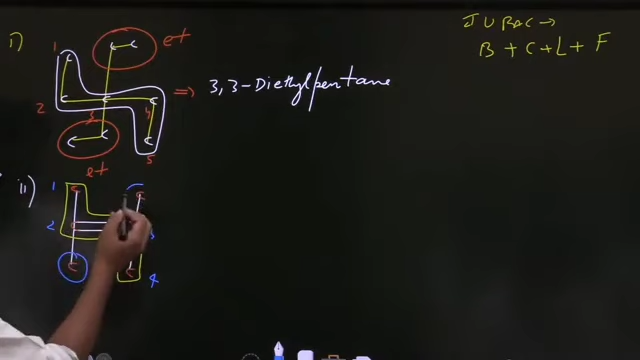 IUPAC →
B + C + L + F
i)
1 C C - C et
2 C C 3 C 4 ⇒ 3,3-Diethylpentane
C - C C 5
et
ii) 1 C C
2 C 3
C C 4